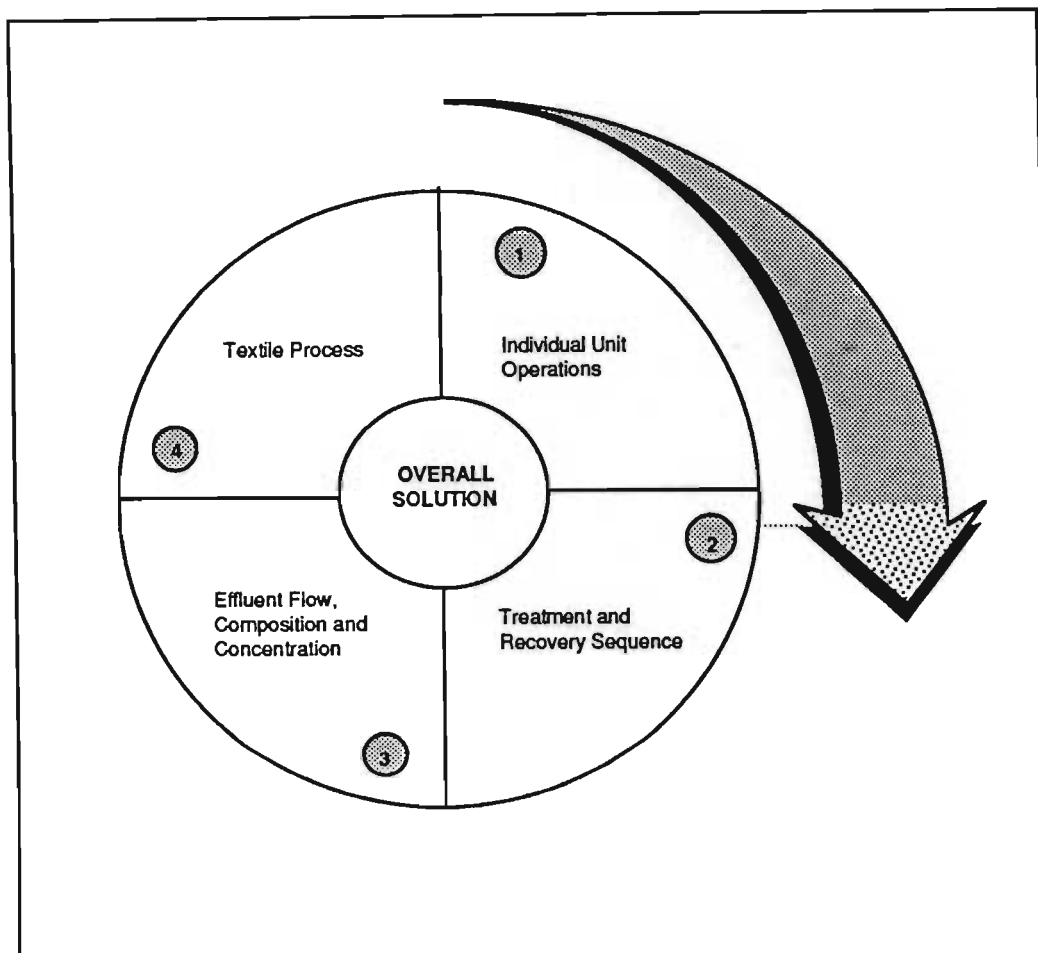 1
Textile Process
Individual Unit
Operations
4
OVERALL
SOLUTION
2
Effluent Flow,
Composition and
Concentration
Treatment and
Recovery Sequence
3